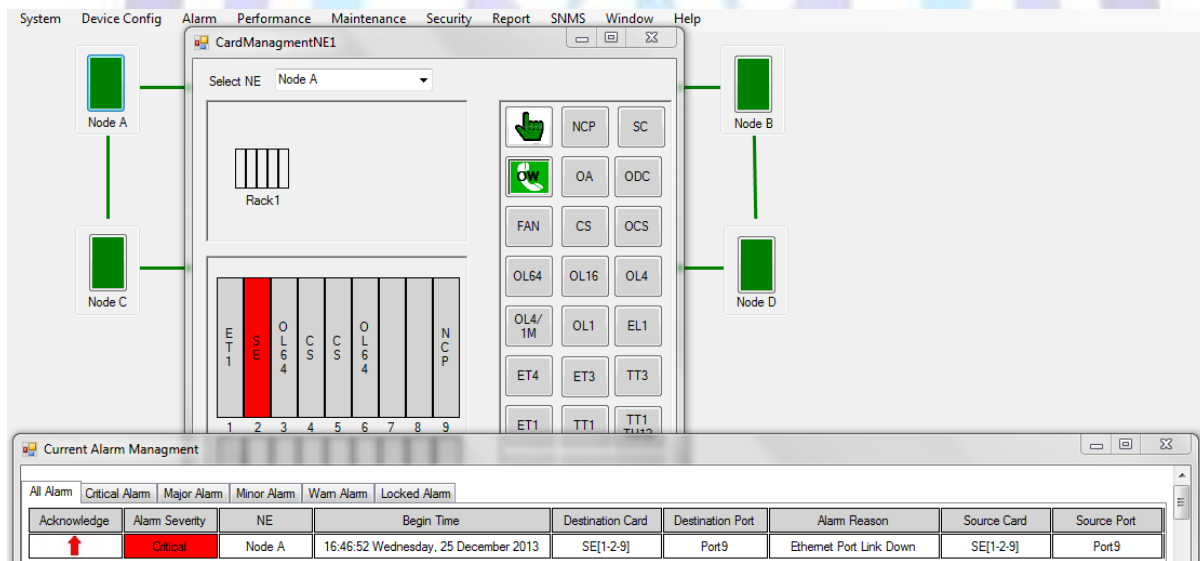 System Device Config Alarm Performance Maintenance Security Report SNMS Window Help
CardManagmentNE1
Select NE Node A
Node A
Node B
Node C
Node D
Rack1
NCP SC
OW OA ODC
FAN CS OCS
OL64 OL16 OL4
OL4/1M OL1 EL1
ET4 ET3 TT3
ET1 TT1 TT1
ET1 SE OL64 CS CS OL64 NCP
1 2 3 4 5 6 7 8 9
Current Alarm Managment
All Alarm Critical Alarm Major Alarm Minor Alarm Warn Alarm Locked Alarm
Acknowledge Alarm Severity NE Begin Time Destination Card Destination Port Alarm Reason Source Card Source Port
Critical Node A 16:46:52 Wednesday, 25 December 2013 SE[1-2-9] Port9 Ethernet Port Link Down SE[1-2-9] Port9